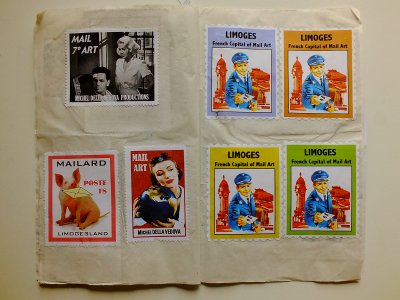 MAIL
7º ART
MICHEL DELLA VEDOVA PRODUCTIONS
LIMOGES
French Capital of Mail Art
LIMOGES
French Capital of Mail Art
MAILARD
POSTE
FS
LIMOGESLAND
MAIL
ART
MICHEL DELLA VEDOVA
LIMOGES
French Capital of Mail Art
LIMOGES
French Capital of Mail Art